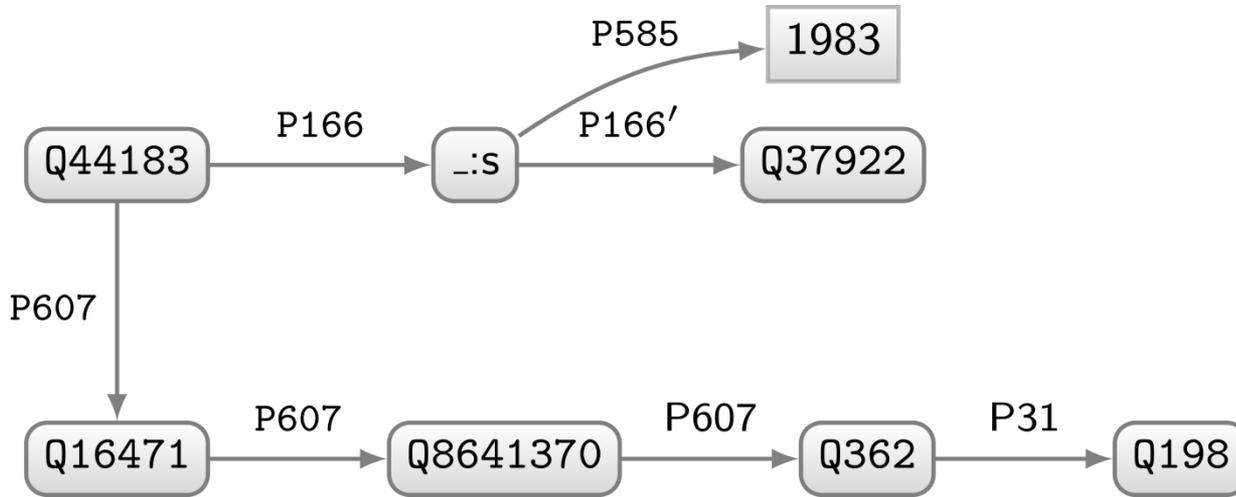 P585
1983
P166
P166′
Q44183
_:s
Q37922
P607
P607
P607
P31
Q16471
Q8641370
Q362
Q198